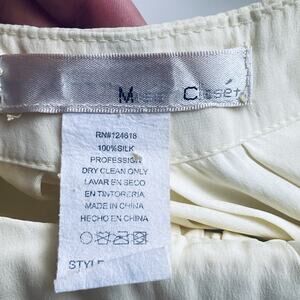 RN#124618
100%SILK
PROFESSION
DRY CLEAN ONLY
LAVAR EN SECO
EN TINTORERIA
MADE IN CHINA
HECHO EN CHINA
STYLE